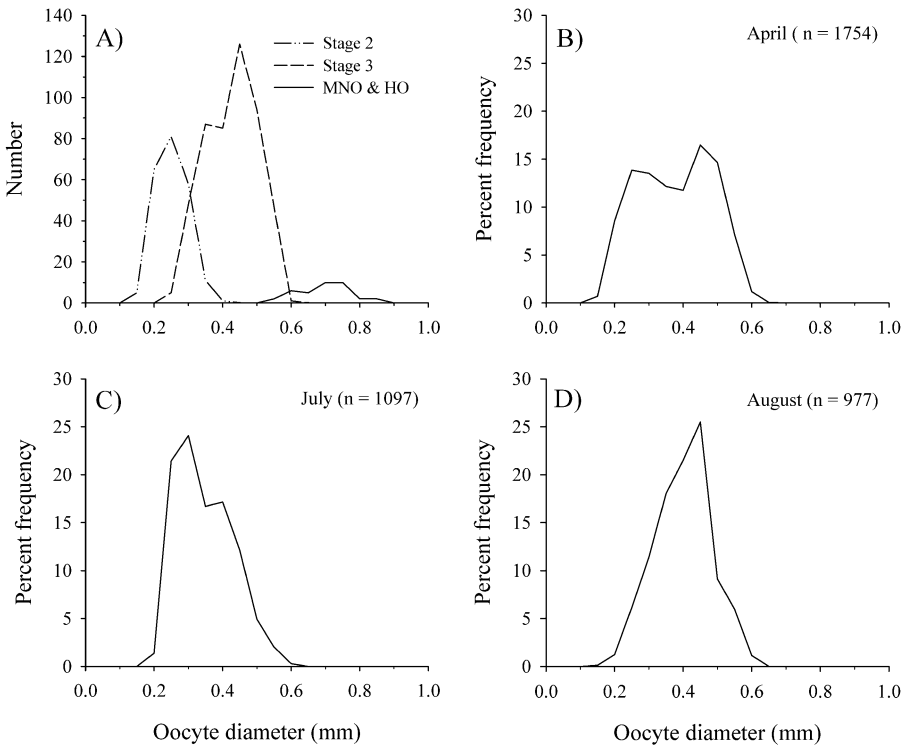 A)
Stage 2
Stage 3
MNO & HO
140
120
100
80
60
40
20
0
Number
0.0 0.2 0.4 0.6 0.8 1.0
B)
April ( n = 1754)
30
25
20
15
10
5
0
Percent frequency
0.0 0.2 0.4 0.6 0.8 1.0
C)
July (n = 1097)
30
25
20
15
10
5
0
Percent frequency
0.0 0.2 0.4 0.6 0.8 1.0
Oocyte diameter (mm)
D)
August (n = 977)
30
25
20
15
10
5
0
Percent frequency
0.0 0.2 0.4 0.6 0.8 1.0
Oocyte diameter (mm)